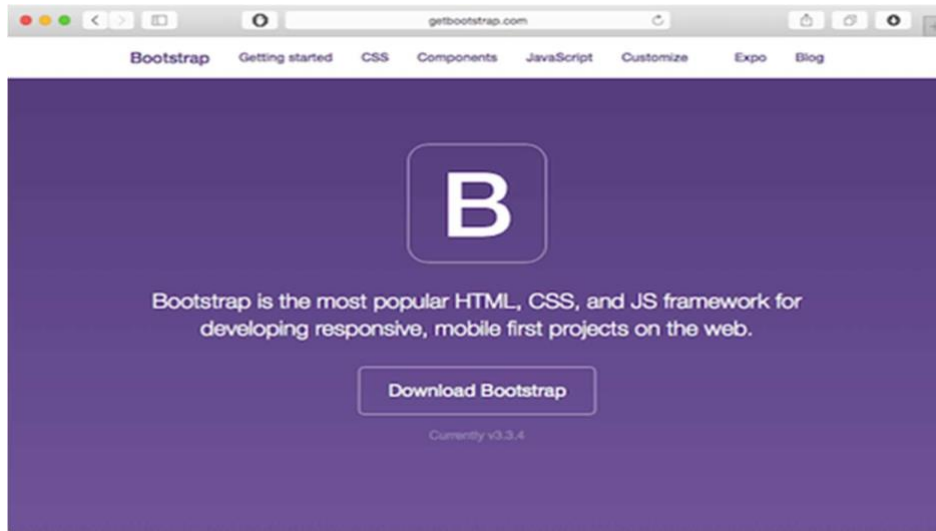 getbootstrap.com
Bootstrap Getting started CSS Components JavaScript Customize Expo Blog
B
Bootstrap is the most popular HTML, CSS, and JS framework for
developing responsive, mobile first projects on the web.
Download Bootstrap
Currently v3.3.4